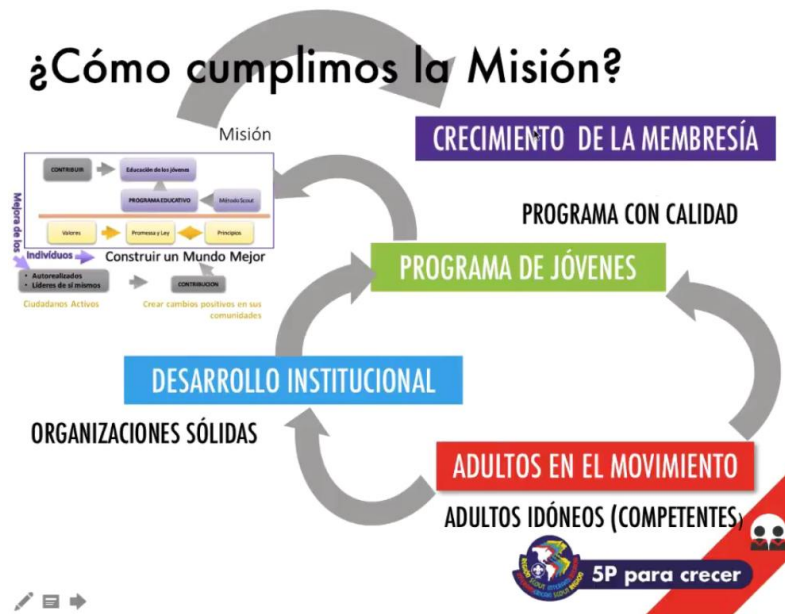 ¿Cómo cumplimos la Misión?
Misión
CRECIMIENTO DE LA MEMBRESÍA
CONTRIBUIR
Educación de los jóvenes
PROGRAMA EDUCATIVO
Método Scout
Valores
Promesa y Ley
Principios
Mejora de los
Individuos
Construir un Mundo Mejor
• Autorealizados
• Líderes de sí mismos
CONTRIBUCION
Ciudadanos Activos
Crear cambios positivos en sus
comunidades
PROGRAMA CON CALIDAD
PROGRAMA DE JÓVENES
DESARROLLO INSTITUCIONAL
ORGANIZACIONES SÓLIDAS
ADULTOS EN EL MOVIMIENTO
ADULTOS IDÓNEOS (COMPETENTES)
5P para crecer